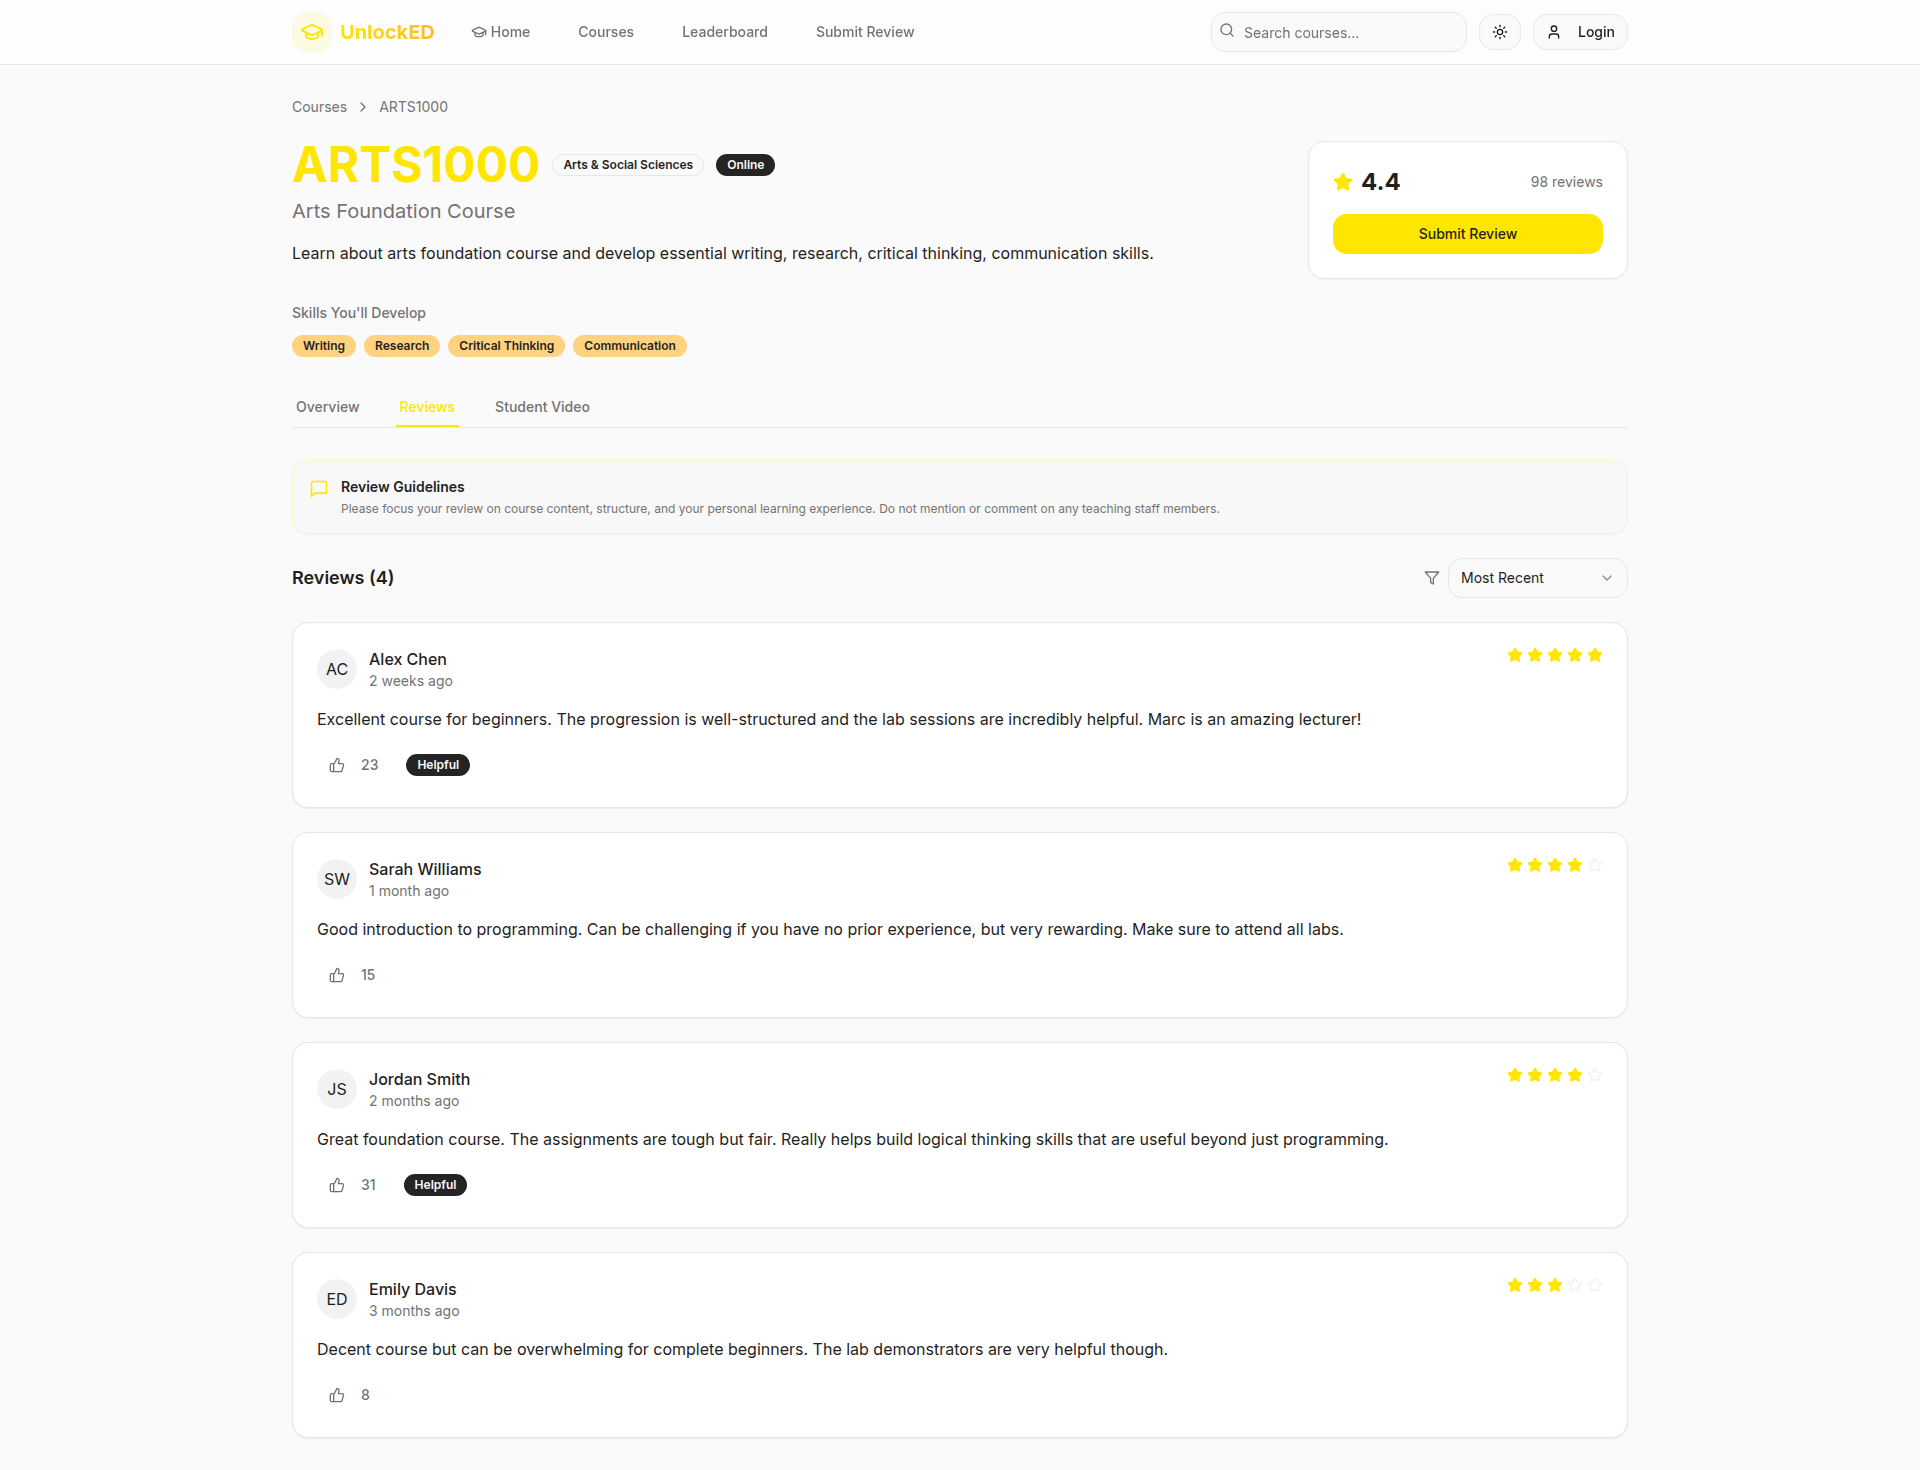 UnlockED
Home
Courses
Leaderboard
Submit Review
Search courses...
Login
Courses
ARTS1000
ARTS1000
Arts & Social Sciences
Online
Arts Foundation Course
Learn about arts foundation course and develop essential writing, research, critical thinking, communication skills.
4.4
98 reviews
Submit Review
Skills You'll Develop
Writing
Research
Critical Thinking
Communication
Overview
Reviews
Student Video
Review Guidelines
Please focus your review on course content, structure, and your personal learning experience. Do not mention or comment on any teaching staff members.
Reviews (4)
Most Recent
AC
Alex Chen
2 weeks ago
Excellent course for beginners. The progression is well-structured and the lab sessions are incredibly helpful. Marc is an amazing lecturer!
23
Helpful
SW
Sarah Williams
1 month ago
Good introduction to programming. Can be challenging if you have no prior experience, but very rewarding. Make sure to attend all labs.
15
JS
Jordan Smith
2 months ago
Great foundation course. The assignments are tough but fair. Really helps build logical thinking skills that are useful beyond just programming.
31
Helpful
ED
Emily Davis
3 months ago
Decent course but can be overwhelming for complete beginners. The lab demonstrators are very helpful though.
8